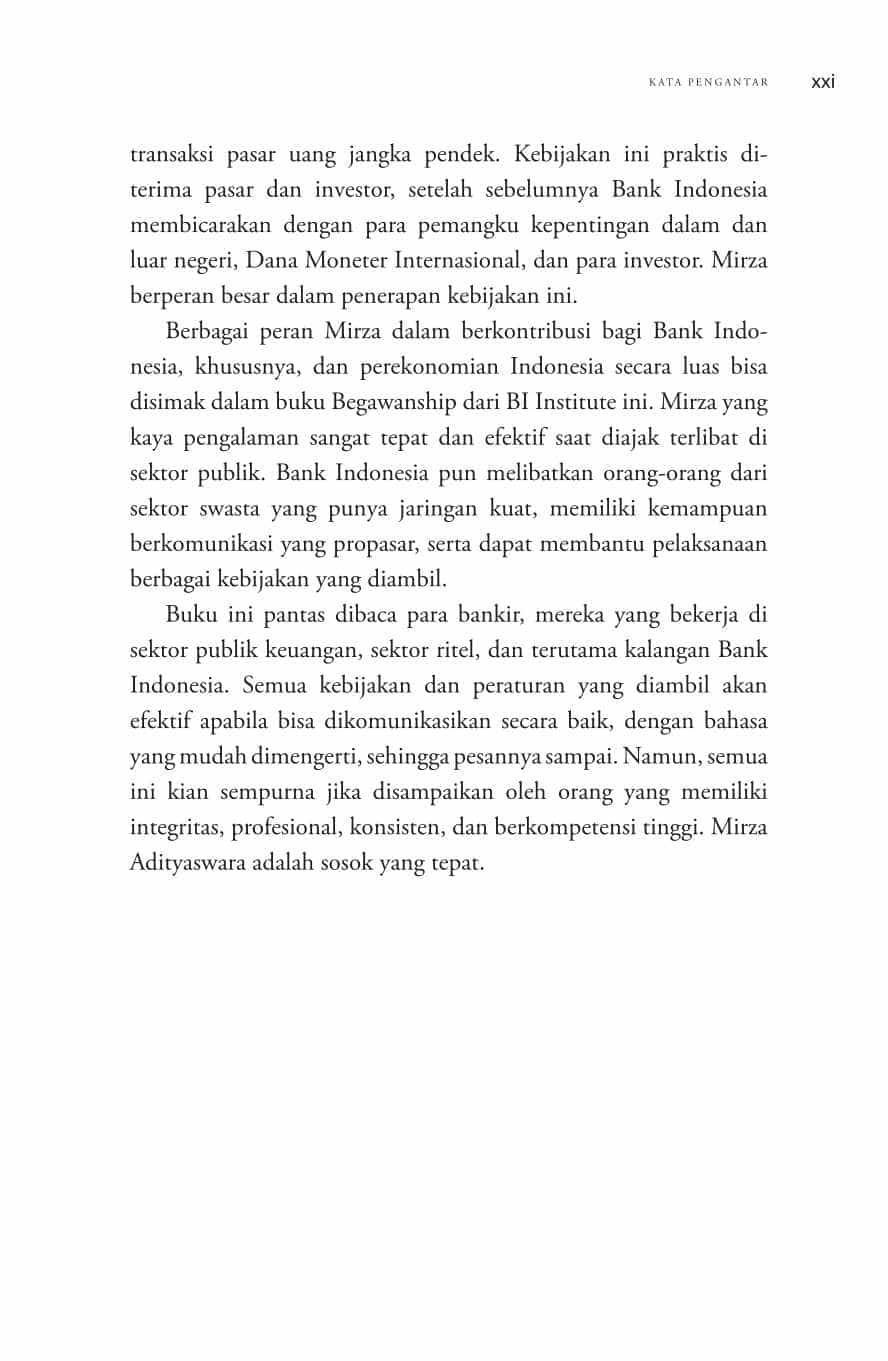 KATA PENGANTAR xxi
transaksi pasar uang jangka pendek. Kebijakan ini praktis di-
terima pasar dan investor, setelah sebelumnya Bank Indonesia
membicarakan dengan para pemangku kepentingan dalam dan
luar negeri, Dana Moneter Internasional, dan para investor. Mirza
berperan besar dalam penerapan kebijakan ini.
Berbagai peran Mirza dalam berkontribusi bagi Bank Indo-
nesia, khususnya, dan perekonomian Indonesia secara luas bisa
disimak dalam buku Begawanship dari BI Institute ini. Mirza yang
kaya pengalaman sangat tepat dan efektif saat diajak terlibat di
sektor publik. Bank Indonesia pun melibatkan orang-orang dari
sektor swasta yang punya jaringan kuat, memiliki kemampuan
berkomunikasi yang propasar, serta dapat membantu pelaksanaan
berbagai kebijakan yang diambil.
Buku ini pantas dibaca para bankir, mereka yang bekerja di
sektor publik keuangan, sektor ritel, dan terutama kalangan Bank
Indonesia. Semua kebijakan dan peraturan yang diambil akan
efektif apabila bisa dikomunikasikan secara baik, dengan bahasa
yang mudah dimengerti, sehingga pesannya sampai. Namun, semua
ini kian sempurna jika disampaikan oleh orang yang memiliki
integritas, profesional, konsisten, dan berkompetensi tinggi. Mirza
Adityaswara adalah sosok yang tepat.